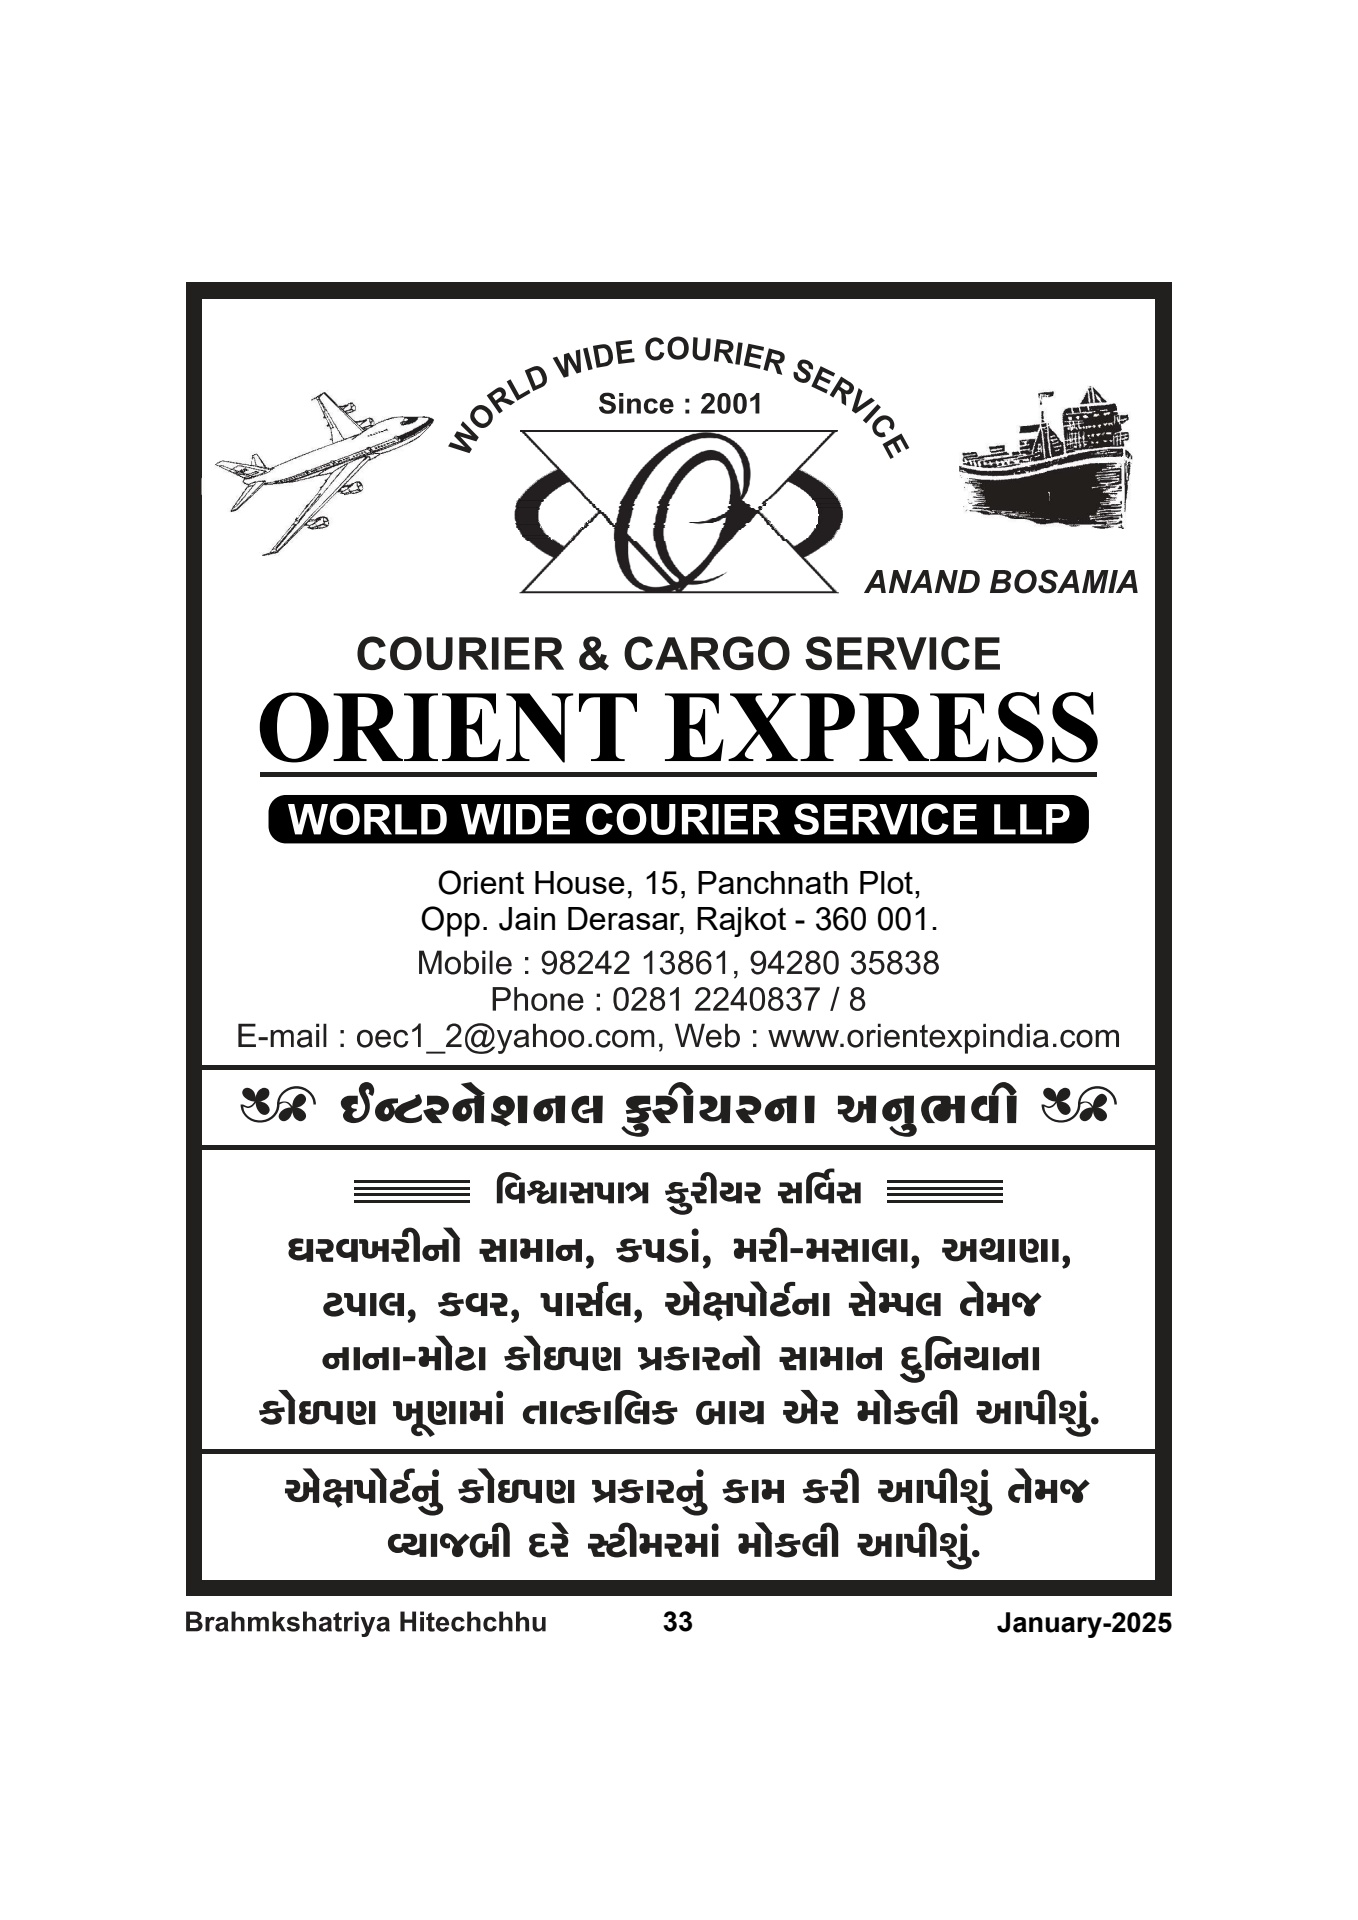 WORLD WIDE COURIER SERVICE
Since : 2001
ANAND BOSAMIA
COURIER & CARGO SERVICE
ORIENT EXPRESS
WORLD WIDE COURIER SERVICE LLP
Orient House, 15, Panchnath Plot,
Opp. Jain Derasar, Rajkot - 360 001.
Mobile : 98242 13861, 94280 35838
Phone : 0281 2240837 / 8
E-mail : oec1_2@yahoo.com, Web : www.orientexpindia.com
ઈન્ટરનેશનલ કુરીયરના અનુભવી
વિશ્વાસપાત્ર કુરીયર સર્વિસ
ઘરવખરીનો સામાન, કપડાં, મરી-મસાલા, અથાણા,
ટપાલ, કવર, પાર્સલ, એક્ષપોર્ટના સેમ્પલ તેમજ
નાના-મોટા કોઇપણ પ્રકારનો સામાન દુનિયાના
કોઇપણ ખૂણામાં તાત્કાલિક બાય એર મોકલી આપીશું.
એક્ષપોર્ટનું કોઇપણ પ્રકારનું કામ કરી આપીશું તેમજ
વ્યાજબી દરે સ્ટીમરમાં મોકલી આપીશું.
Brahmkshatriya Hitechchhu 33 January-2025